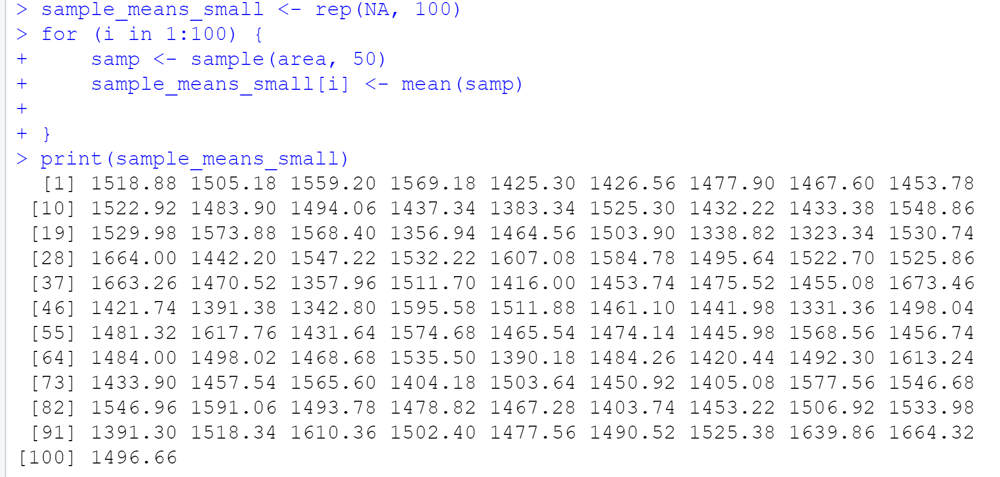 > sample_means_small <- rep(NA, 100)
> for (i in 1:100) {
+     samp <- sample(area, 50)
+     sample_means_small[i] <- mean(samp)
+
+ }
> print(sample_means_small)
  [1] 1518.88 1505.18 1559.20 1569.18 1425.30 1426.56 1477.90 1467.60 1453.78
 [10] 1522.92 1483.90 1494.06 1437.34 1383.34 1525.30 1432.22 1433.38 1548.86
 [19] 1529.98 1573.88 1568.40 1356.94 1464.56 1503.90 1338.82 1323.34 1530.74
 [28] 1664.00 1442.20 1547.22 1532.22 1607.08 1584.78 1495.64 1522.70 1525.86
 [37] 1663.26 1470.52 1357.96 1511.70 1416.00 1453.74 1475.52 1455.08 1673.46
 [46] 1421.74 1391.38 1342.80 1595.58 1511.88 1461.10 1441.98 1331.36 1498.04
 [55] 1481.32 1617.76 1431.64 1574.68 1465.54 1474.14 1445.98 1568.56 1456.74
 [64] 1484.00 1498.02 1468.68 1535.50 1390.18 1484.26 1420.44 1492.30 1613.24
 [73] 1433.90 1457.54 1565.60 1404.18 1503.64 1450.92 1405.08 1577.56 1546.68
 [82] 1546.96 1591.06 1493.78 1478.82 1467.28 1403.74 1453.22 1506.92 1533.98
 [91] 1391.30 1518.34 1610.36 1502.40 1477.56 1490.52 1525.38 1639.86 1664.32
[100] 1496.66